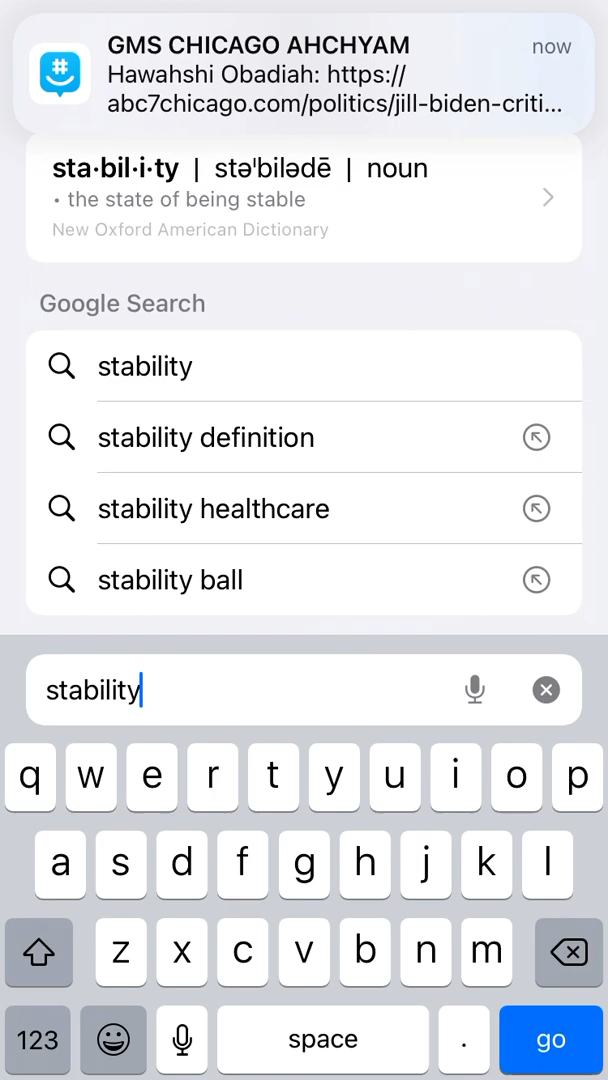 GMS CHICAGO AHCHYAM now
Hawahshi Obadiah: https://
abc7chicago.com/politics/jill-biden-criti...
sta·bil·i·ty | stəˈbilədē | noun
• the state of being stable
New Oxford American Dictionary
Google Search
stability
stability definition
stability healthcare
stability ball
stability
q w e r t y u i o p
a s d f g h j k l
z x c v b n m
123 space . go